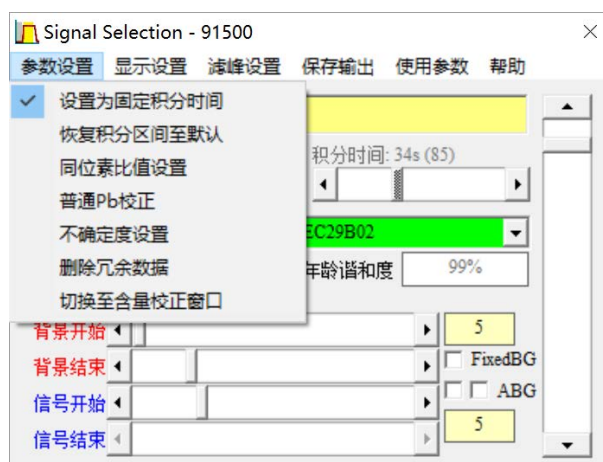 Signal Selection - 91500
参数设置 显示设置 滤峰设置 保存输出 使用参数 帮助
设置为固定积分时间
恢复积分区间至默认
积分时间: 34s (85)
同位素比值设置
普通Pb校正
不确定度设置
EC29B02
删除冗余数据
年龄谐和度 99%
切换至含量校正窗口
背景开始 5
背景结束 FixedBG
信号开始 ABG
信号结束 5